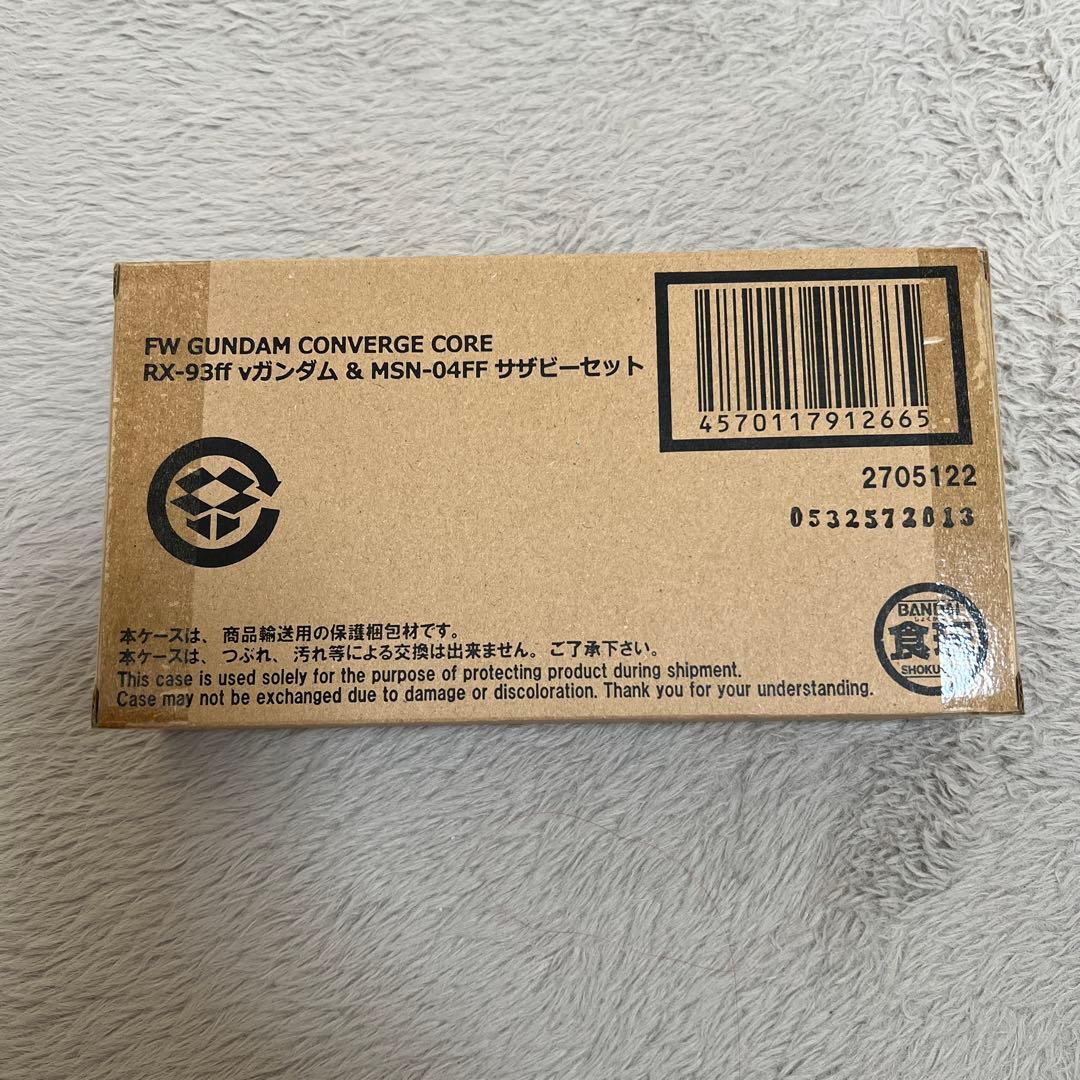 FW GUNDAM CONVERGE CORE
RX-93ff νガンダム & MSN-04FF サザビーセット
4570117912665
2705122
0532572013
本ケースは、商品輸送用の保護梱包材です。
本ケースは、つぶれ、汚れ等による交換は出来ません。ご了承下さい。
This case is used solely for the purpose of protecting product during shipment.
Case may not be exchanged due to damage or discoloration. Thank you for your understanding.
BANDAI